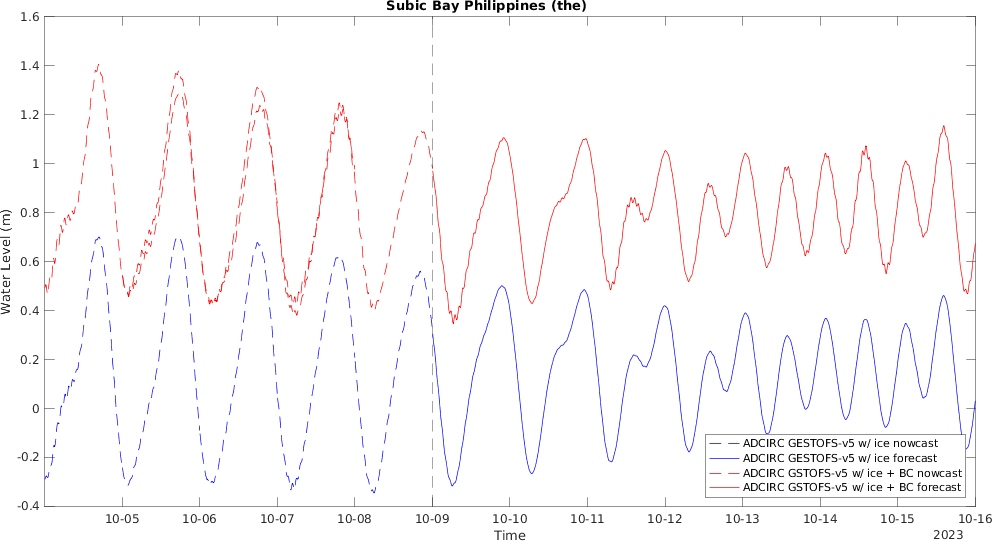 Subic Bay Philippines (the)
1.6
1.4
1.2
1
0.8
0.6
0.4
0.2
0
-0.2
-0.4
Water Level (m)
ADCIRC GESTOFS-v5 w/ ice nowcast
ADCIRC GESTOFS-v5 w/ ice forecast
ADCIRC GSTOFS-v5 w/ ice + BC nowcast
ADCIRC GSTOFS-v5 w/ ice + BC forecast
10-05 10-06 10-07 10-08 10-09 10-10 10-11 10-12 10-13 10-14 10-15 10-16
Time
2023